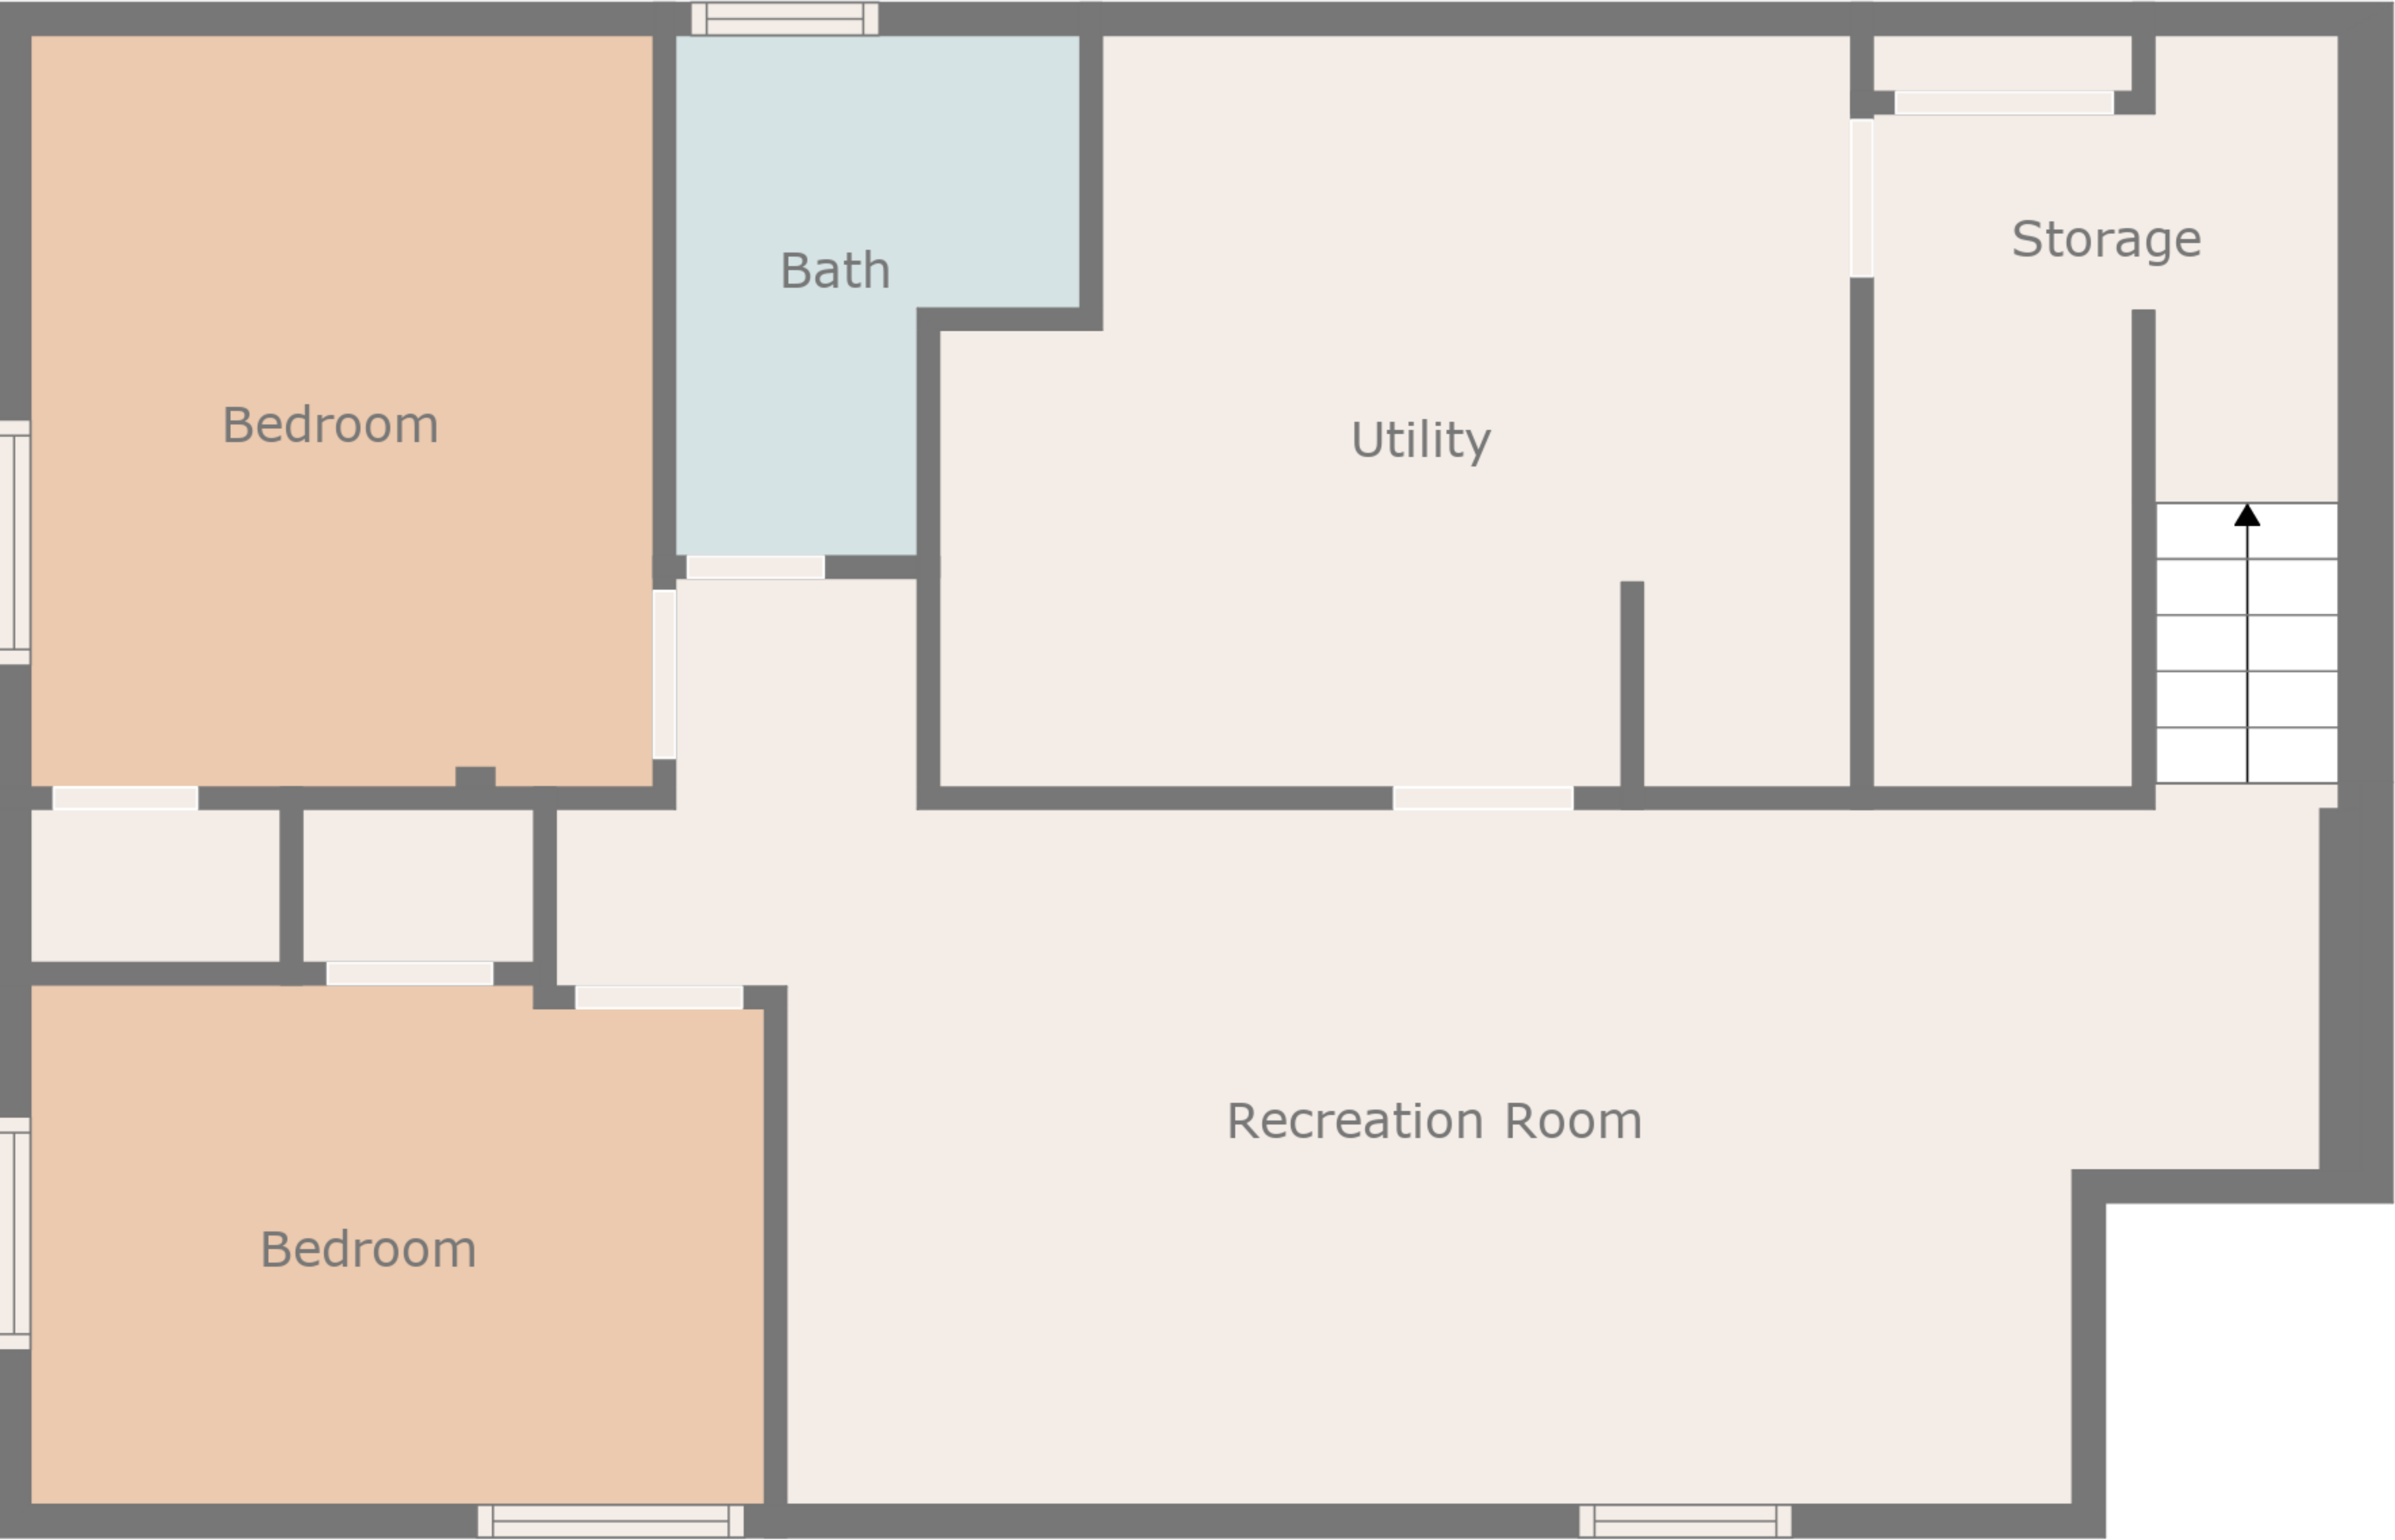 Storage
Bath
Bedroom
Utility
Recreation Room
Bedroom